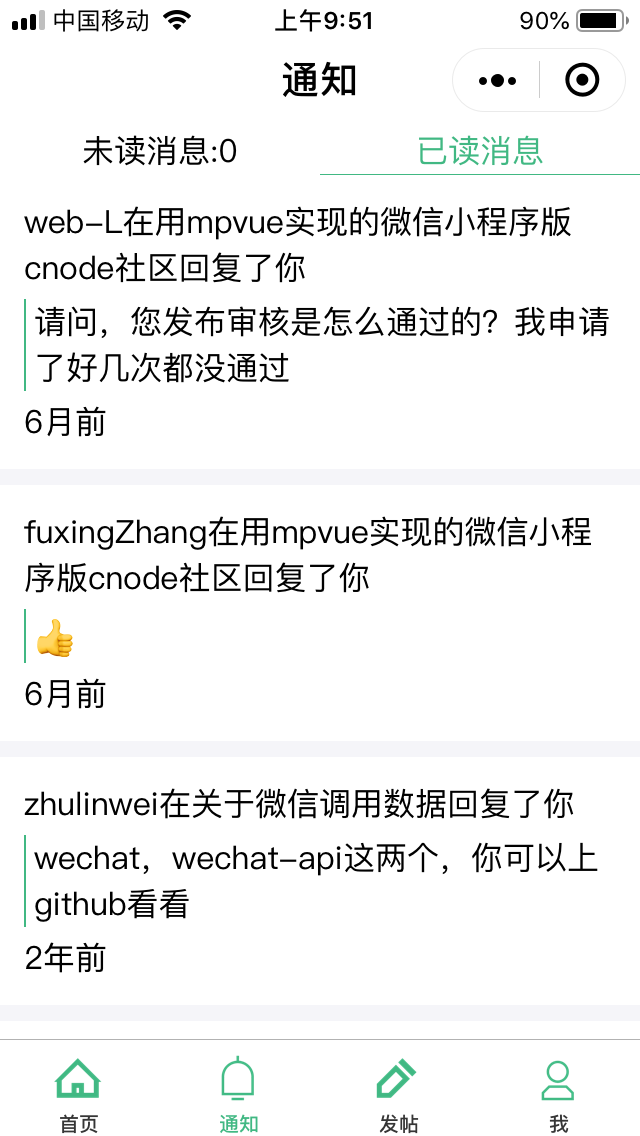 中国移动 上午9:51 90%
通知
未读消息:0 已读消息
web-L在用mpvue实现的微信小程序版
cnode社区回复了你
请问，您发布审核是怎么通过的？我申请
了好几次都没通过
6月前
fuxingZhang在用mpvue实现的微信小程
序版cnode社区回复了你
👍
6月前
zhulinwei在关于微信调用数据回复了你
wechat，wechat-api这两个，你可以上
github看看
2年前
首页 通知 发帖 我